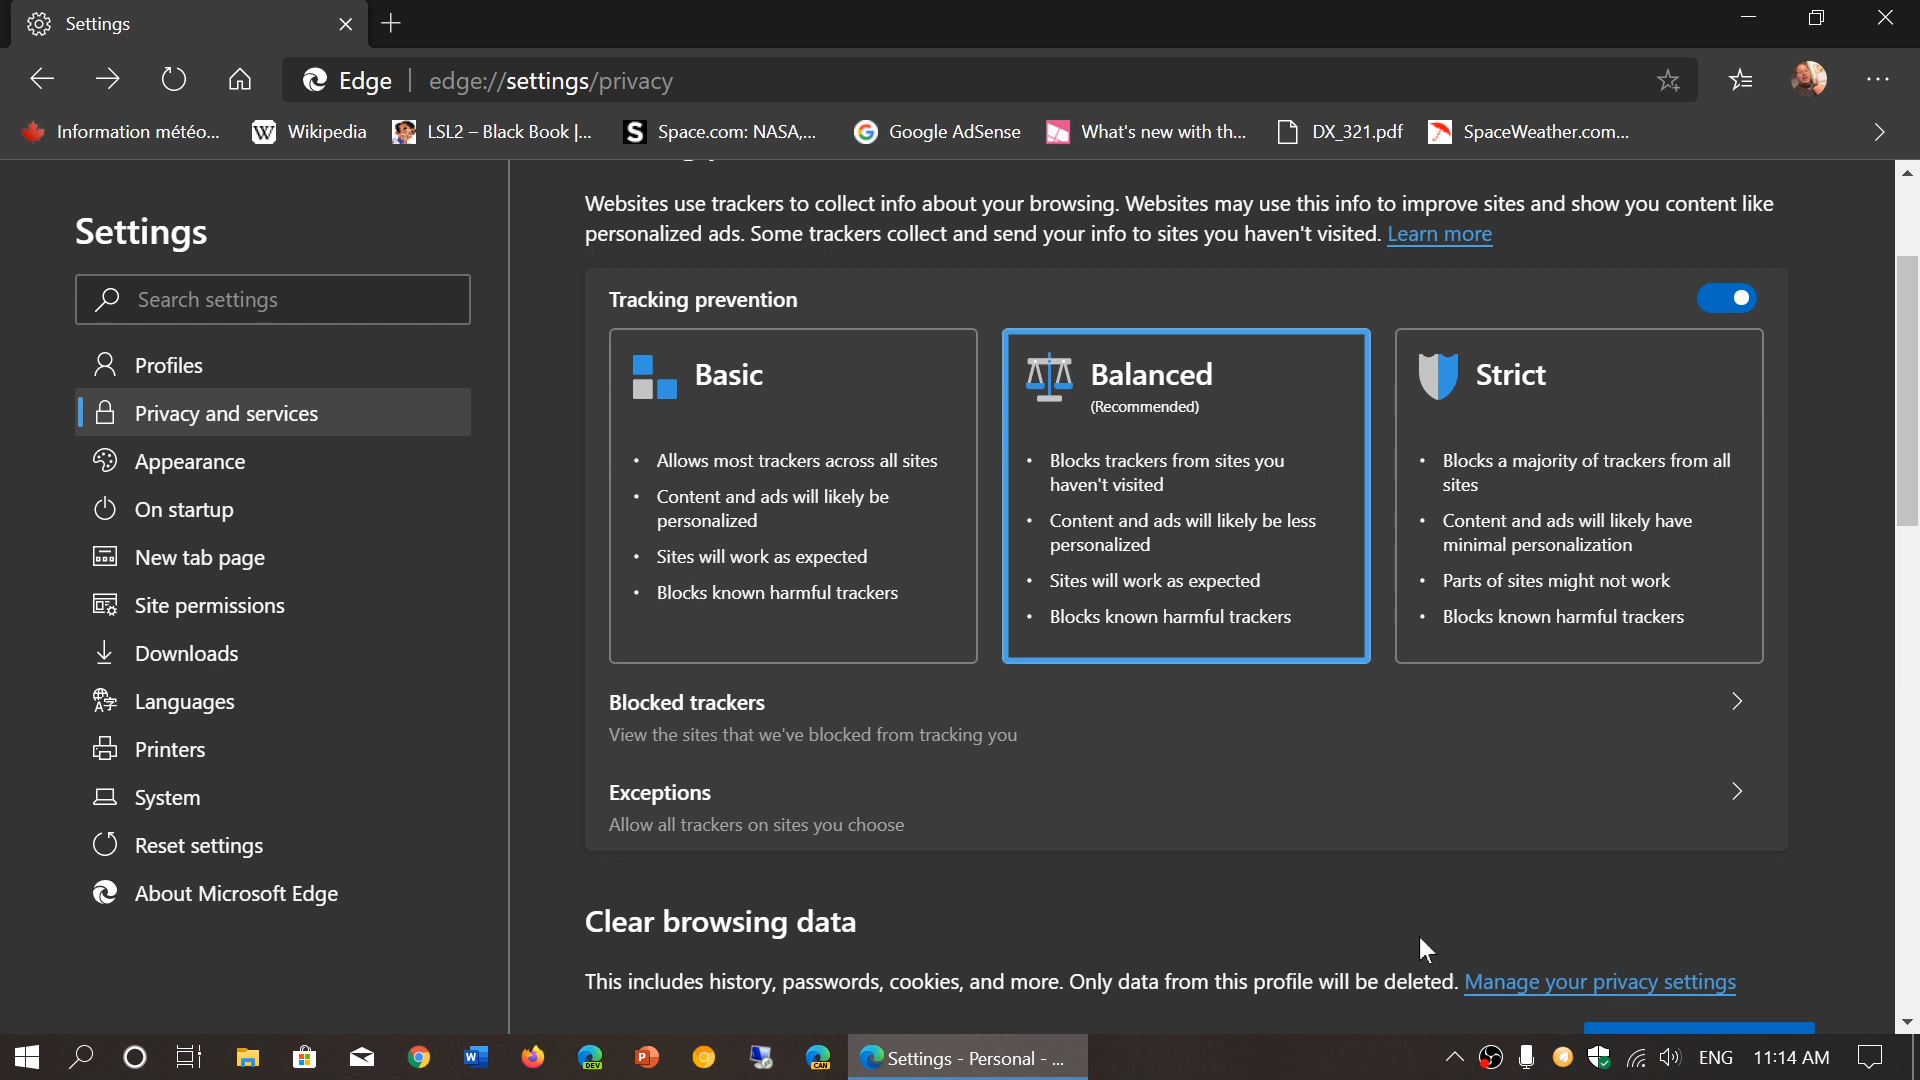 Settings
Edge
edge://settings/privacy
Information météo...
Wikipedia
LSL2 – Black Book |...
Space.com: NASA,...
Google AdSense
What's new with th...
DX_321.pdf
SpaceWeather.com...
Settings
Search settings
Profiles
Privacy and services
Appearance
On startup
New tab page
Site permissions
Downloads
Languages
Printers
System
Reset settings
About Microsoft Edge
Websites use trackers to collect info about your browsing. Websites may use this info to improve sites and show you content like
personalized ads. Some trackers collect and send your info to sites you haven't visited. Learn more
Tracking prevention
Basic
• Allows most trackers across all sites
• Content and ads will likely be
personalized
• Sites will work as expected
• Blocks known harmful trackers
Balanced
(Recommended)
• Blocks trackers from sites you
haven't visited
• Content and ads will likely be less
personalized
• Sites will work as expected
• Blocks known harmful trackers
Strict
• Blocks a majority of trackers from all
sites
• Content and ads will likely have
minimal personalization
• Parts of sites might not work
• Blocks known harmful trackers
Blocked trackers
View the sites that we've blocked from tracking you
Exceptions
Allow all trackers on sites you choose
Clear browsing data
This includes history, passwords, cookies, and more. Only data from this profile will be deleted. Manage your privacy settings
DEV
CAN
Settings - Personal - ...
ENG
11:14 AM